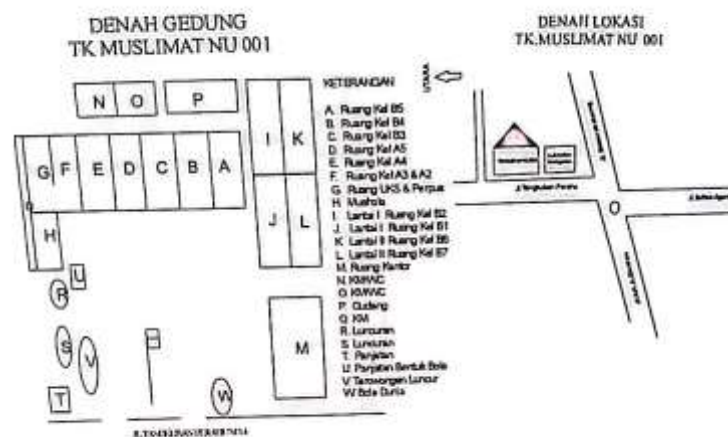 DENAH GEDUNG
TK MUSLIMAT NU 001
N O P
I K
G F E D C B A
J L
H
U
R
S
V
M
T
W
KETERANGAN
A. Ruang Kel B5
B. Ruang Kel B4
C. Ruang Kel B3
D. Ruang Kel A5
E. Ruang Kel A4
F. Ruang Kel A3 & A2
G. Ruang UKS & Perpus
H. Mushola
I. Lantai I Ruang Kel B2
J. Lantai I Ruang Kel B1
K. Lantai II Ruang Kel B6
L. Lantai II Ruang Kel B7
M. Ruang Kantor
N. KM/WC
O. KM/WC
P. Gudang
Q. KM
R. Luncuran
S. Luncuran
T. Panjatan
U. Panjatan Bentuk Bola
V. Terowongan Luncur
W. Bola Dunia
DENAH LOKASI
TK.MUSLIMAT NU 001
UTARA